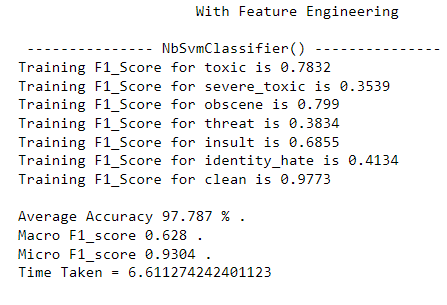 With Feature Engineering
--------------- NbSvmClassifier() ---------------
Training F1_Score for toxic is 0.7832
Training F1_Score for severe_toxic is 0.3539
Training F1_Score for obscene is 0.799
Training F1_Score for threat is 0.3834
Training F1_Score for insult is 0.6855
Training F1_Score for identity_hate is 0.4134
Training F1_Score for clean is 0.9773
Average Accuracy 97.787 % .
Macro F1_score 0.628 .
Micro F1_score 0.9304 .
Time Taken = 6.611274242401123